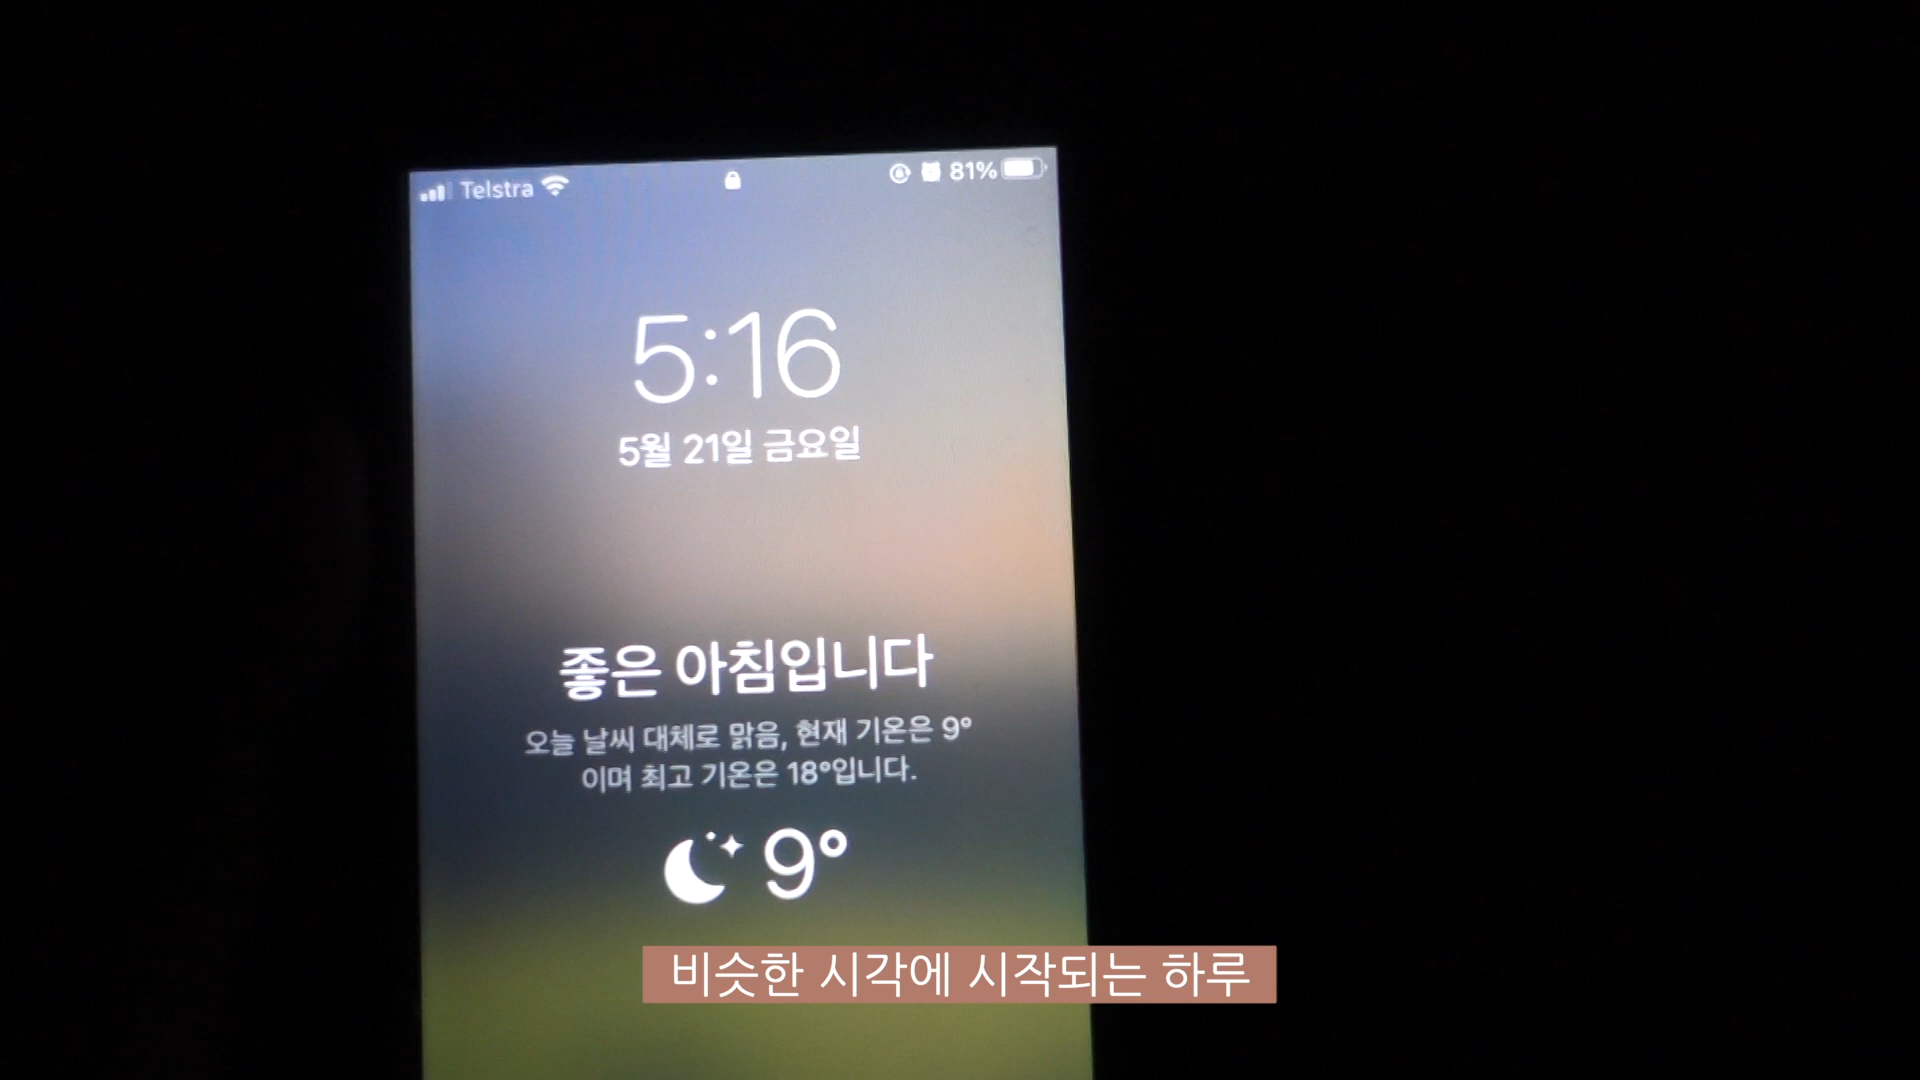 Telstra 81%
5:16
5월 21일 금요일
좋은 아침입니다
오늘 날씨 대체로 맑음, 현재 기온은 9°
이며 최고 기온은 18°입니다.
9°
비슷한 시각에 시작되는 하루